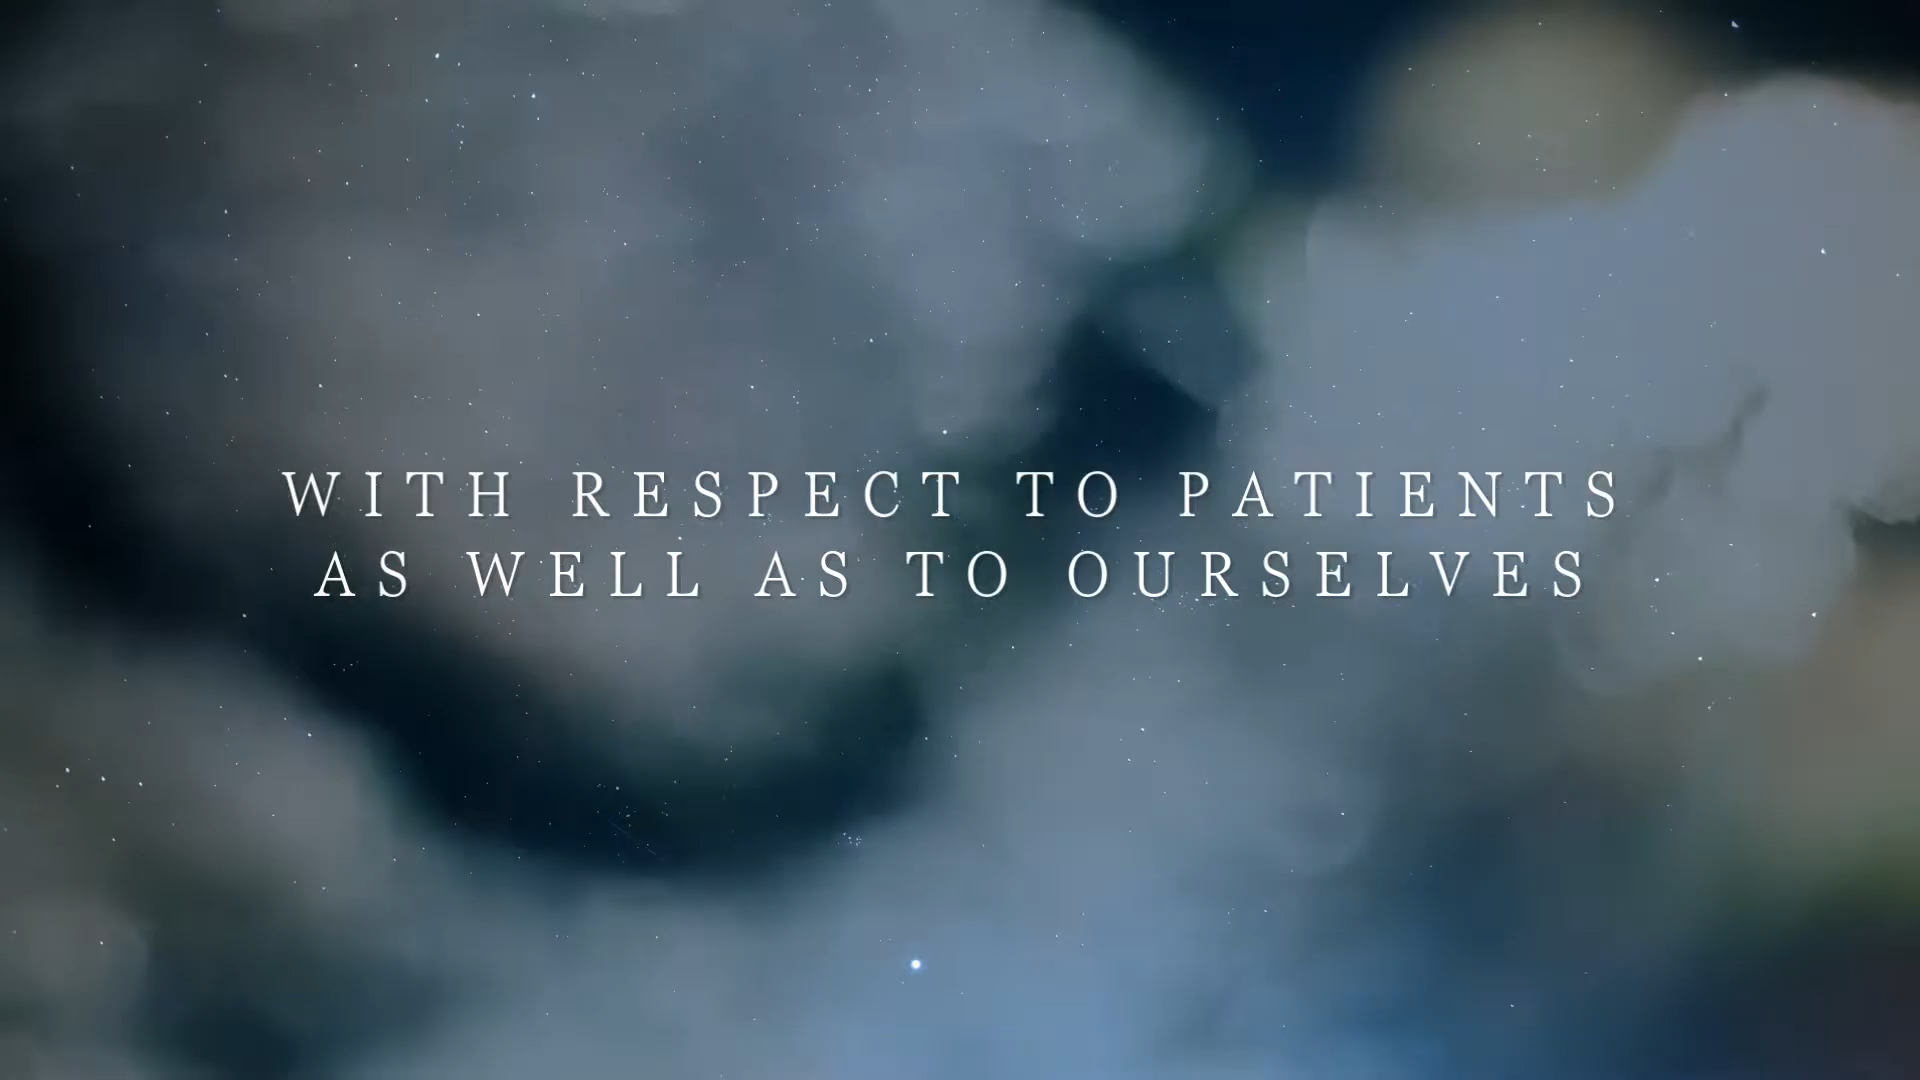 WITH RESPECT TO PATIENTS
AS WELL AS TO OURSELVES